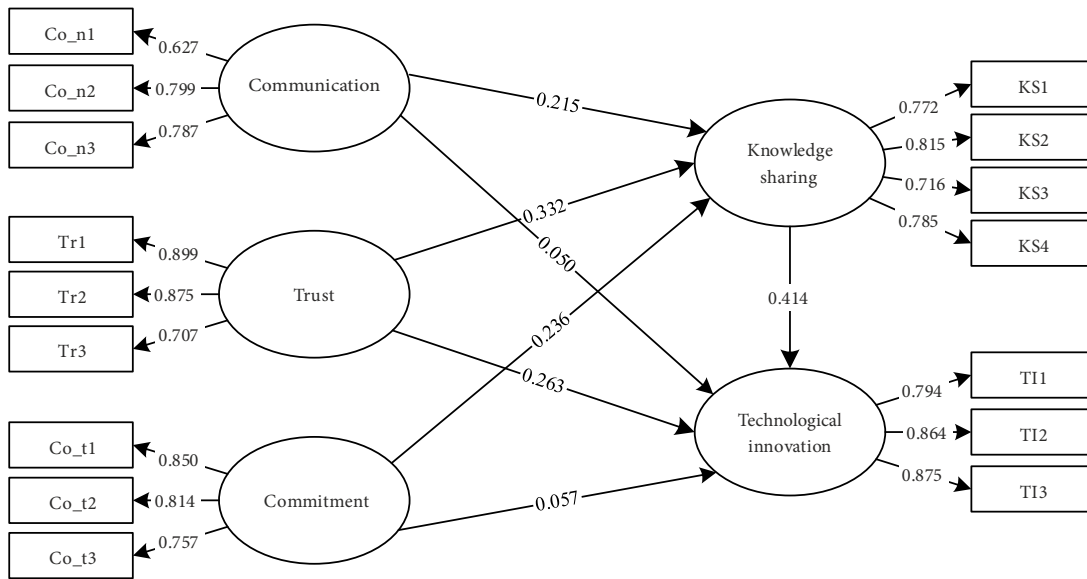 Co_n1
Co_n2
Co_n3
0.627
0.799
0.787
Communication
Tr1
Tr2
Tr3
0.899
0.875
0.707
Trust
Co_t1
Co_t2
Co_t3
0.850
0.814
0.757
Commitment
0.215
0.332
0.050
0.236
0.263
0.057
Knowledge
sharing
0.414
Technological
innovation
0.772
0.815
0.716
0.785
KS1
KS2
KS3
KS4
0.794
0.864
0.875
TI1
TI2
TI3